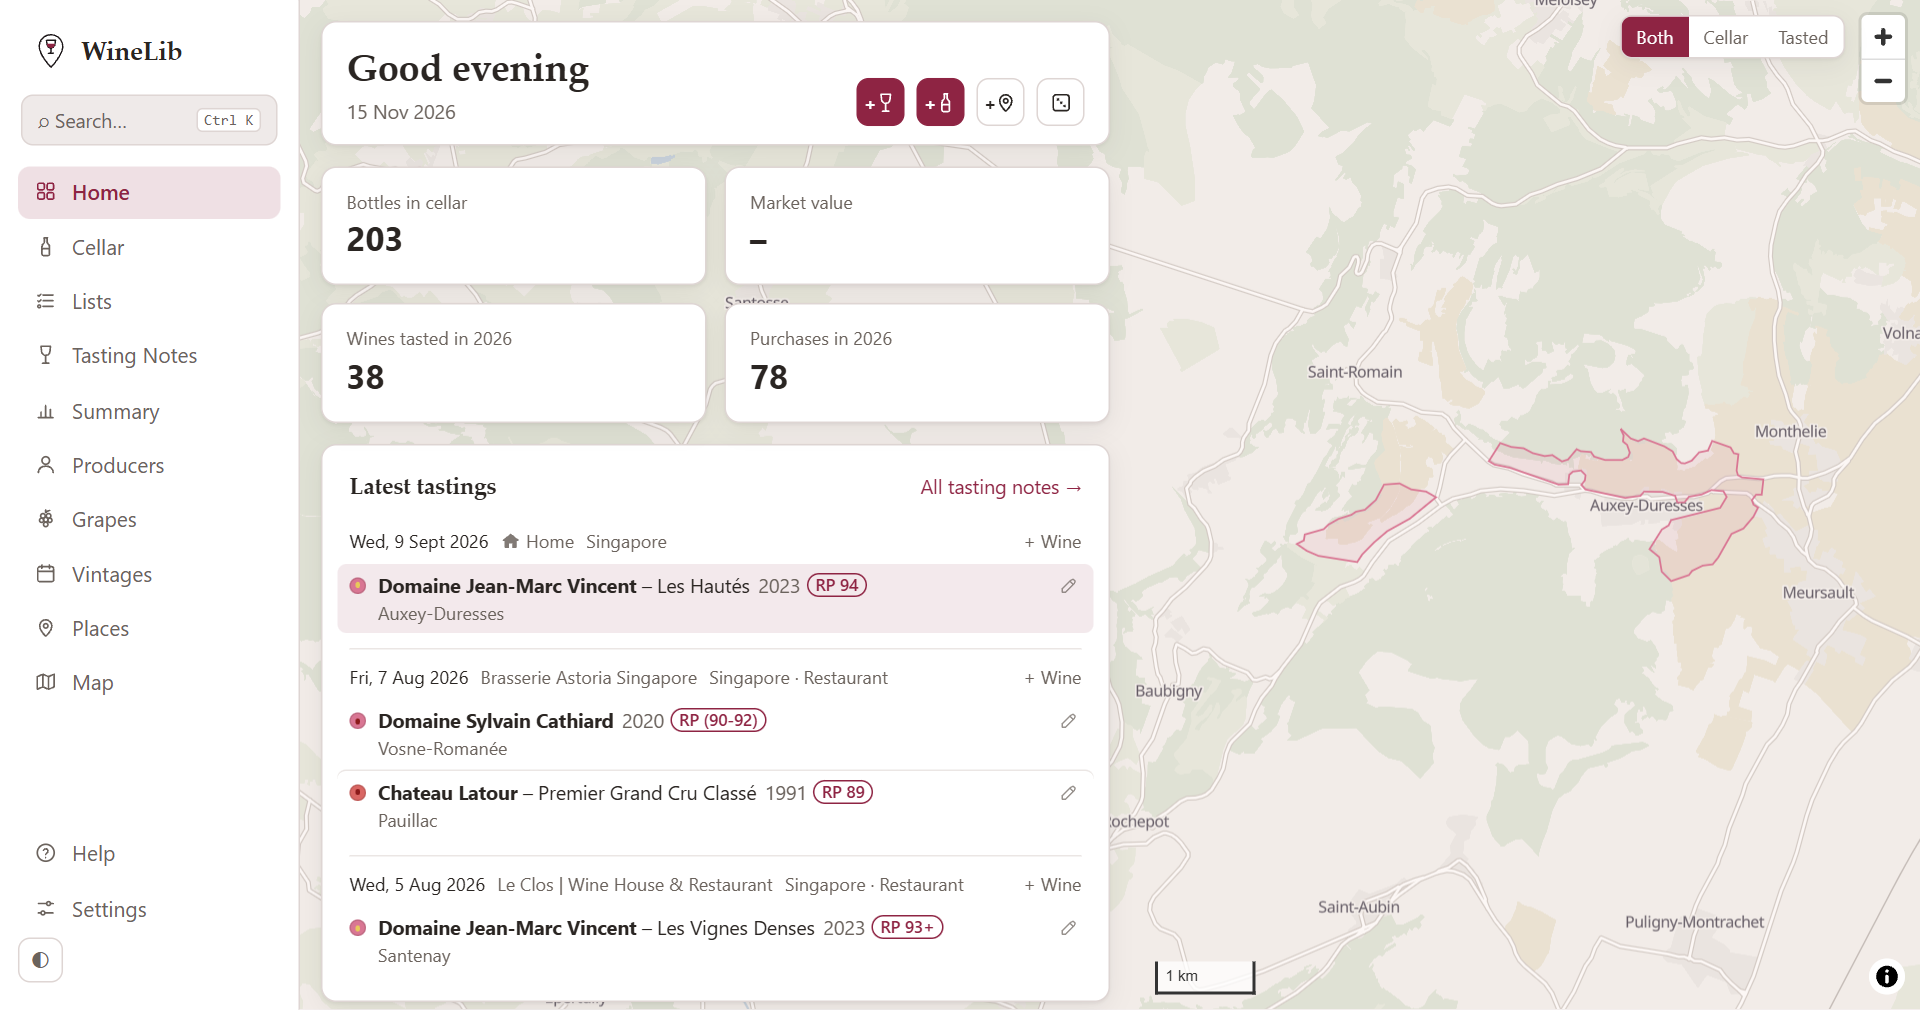 WineLib
Search...
Ctrl K
Home
Cellar
Lists
Tasting Notes
Summary
Producers
Grapes
Vintages
Places
Map
Help
Settings
Good evening
15 Nov 2026
+
+
+
Bottles in cellar
203
Market value
–
Wines tasted in 2026
38
Purchases in 2026
78
Latest tastings
All tasting notes →
Wed, 9 Sept 2026 Home Singapore + Wine
Domaine Jean-Marc Vincent – Les Hautés 2023 RP 94
Auxey-Duresses
Fri, 7 Aug 2026 Brasserie Astoria Singapore Singapore · Restaurant + Wine
Domaine Sylvain Cathiard 2020 RP (90-92)
Vosne-Romanée
Chateau Latour – Premier Grand Cru Classé 1991 RP 89
Pauillac
Wed, 5 Aug 2026 Le Clos | Wine House & Restaurant Singapore · Restaurant + Wine
Domaine Jean-Marc Vincent – Les Vignes Denses 2023 RP 93+
Santenay
Both Cellar Tasted
+
−
Meloisey
Santosse
Volna
Saint-Romain
Monthelie
Auxey-Duresses
Meursault
Baubigny
ochepot
Saint-Aubin
Puligny-Montrachet
1 km